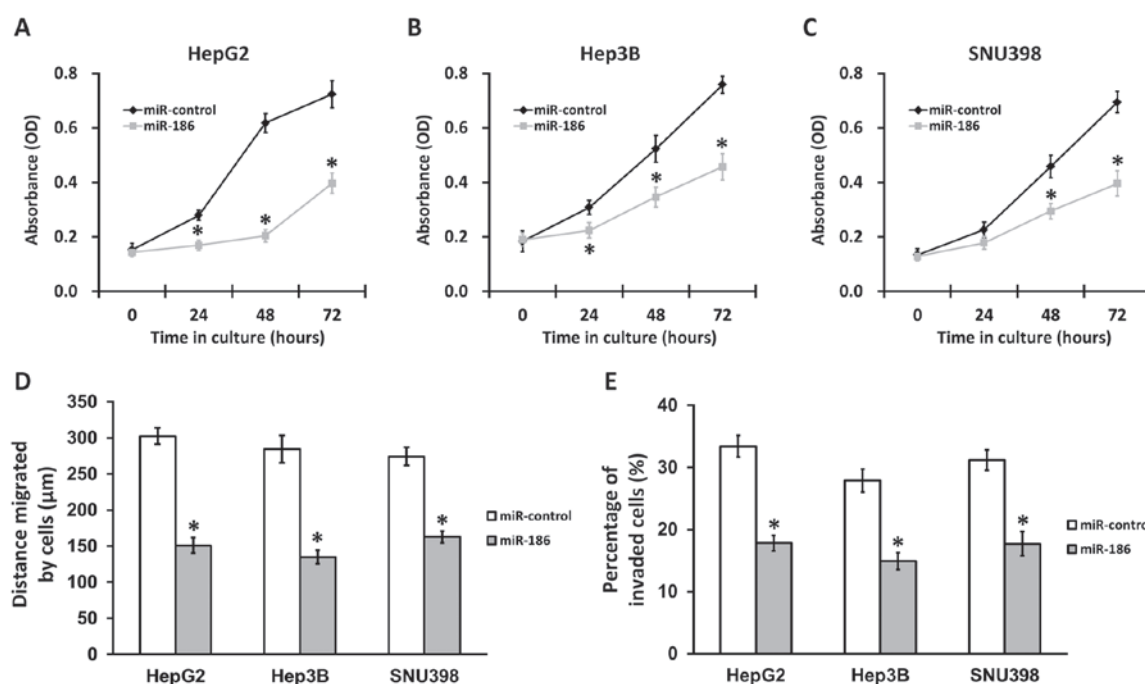 A
HepG2
0.8
0.6
0.4
0.2
0.0
Absorbance (OD)
miR-control
miR-186
*
*
*
0 24 48 72
Time in culture (hours)
B
Hep3B
0.8
0.6
0.4
0.2
0.0
Absorbance (OD)
miR-control
miR-186
*
*
*
0 24 48 72
Time in culture (hours)
C
SNU398
0.8
0.6
0.4
0.2
0.0
Absorbance (OD)
miR-control
miR-186
*
*
0 24 48 72
Time in culture (hours)
D
350
300
250
200
150
100
50
0
Distance migrated
by cells (µm)
*
*
*
miR-control
miR-186
HepG2 Hep3B SNU398
E
40
30
20
10
0
Percentage of
invaded cells (%)
*
*
*
miR-control
miR-186
HepG2 Hep3B SNU398